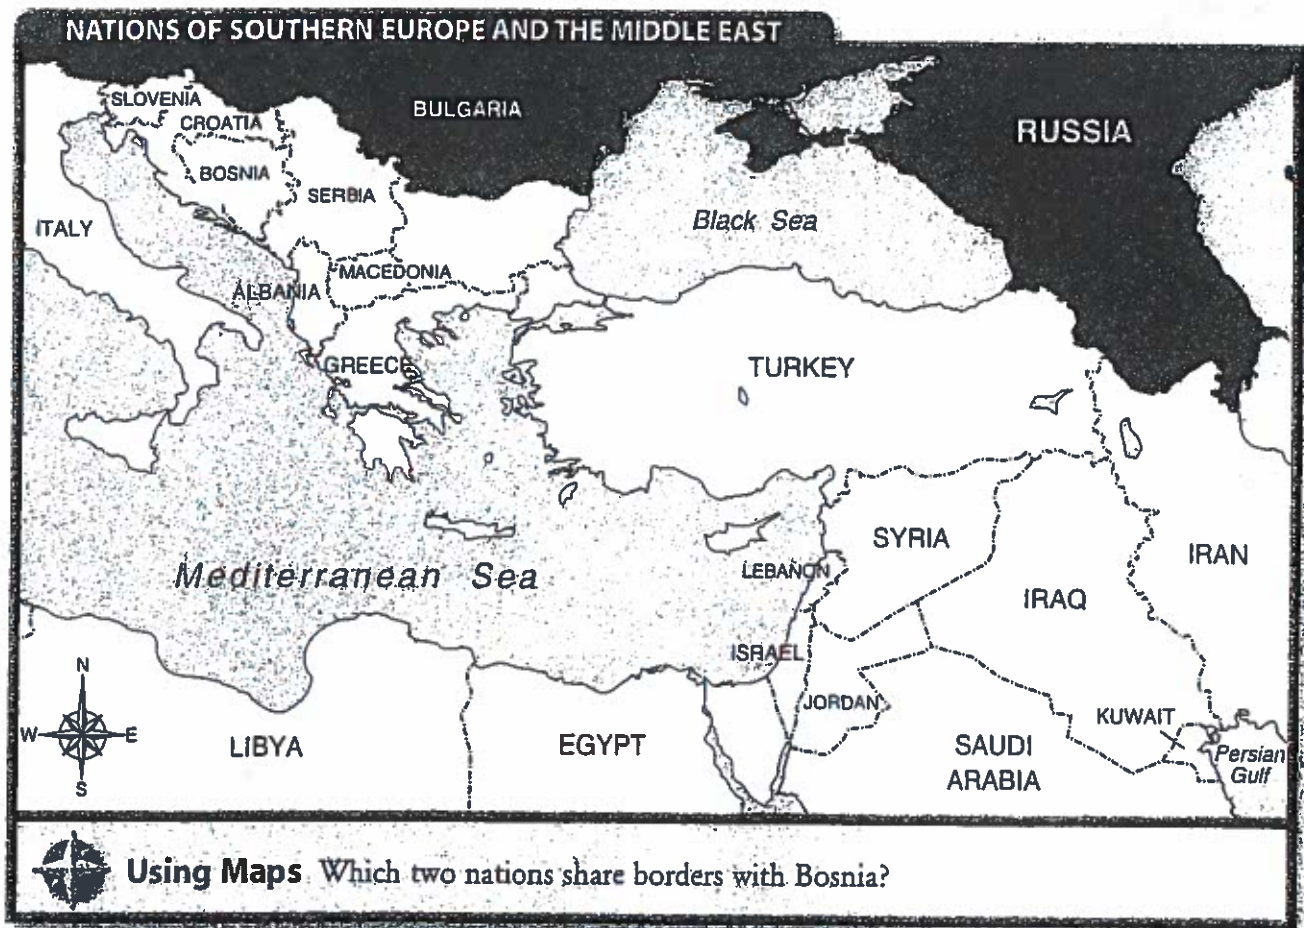 NATIONS OF SOUTHERN EUROPE AND THE MIDDLE EAST
SLOVENIA
CROATIA
BULGARIA
RUSSIA
BOSNIA
SERBIA
ITALY
Black Sea
MACEDONIA
ALBANIA
GREECE
TURKEY
SYRIA
IRAN
LEBANON
Mediterranean Sea
IRAQ
ISRAEL
N
W E
S
JORDAN
KUWAIT
LIBYA
EGYPT
SAUDI
ARABIA
Persian
Gulf
Using Maps Which two nations share borders with Bosnia?